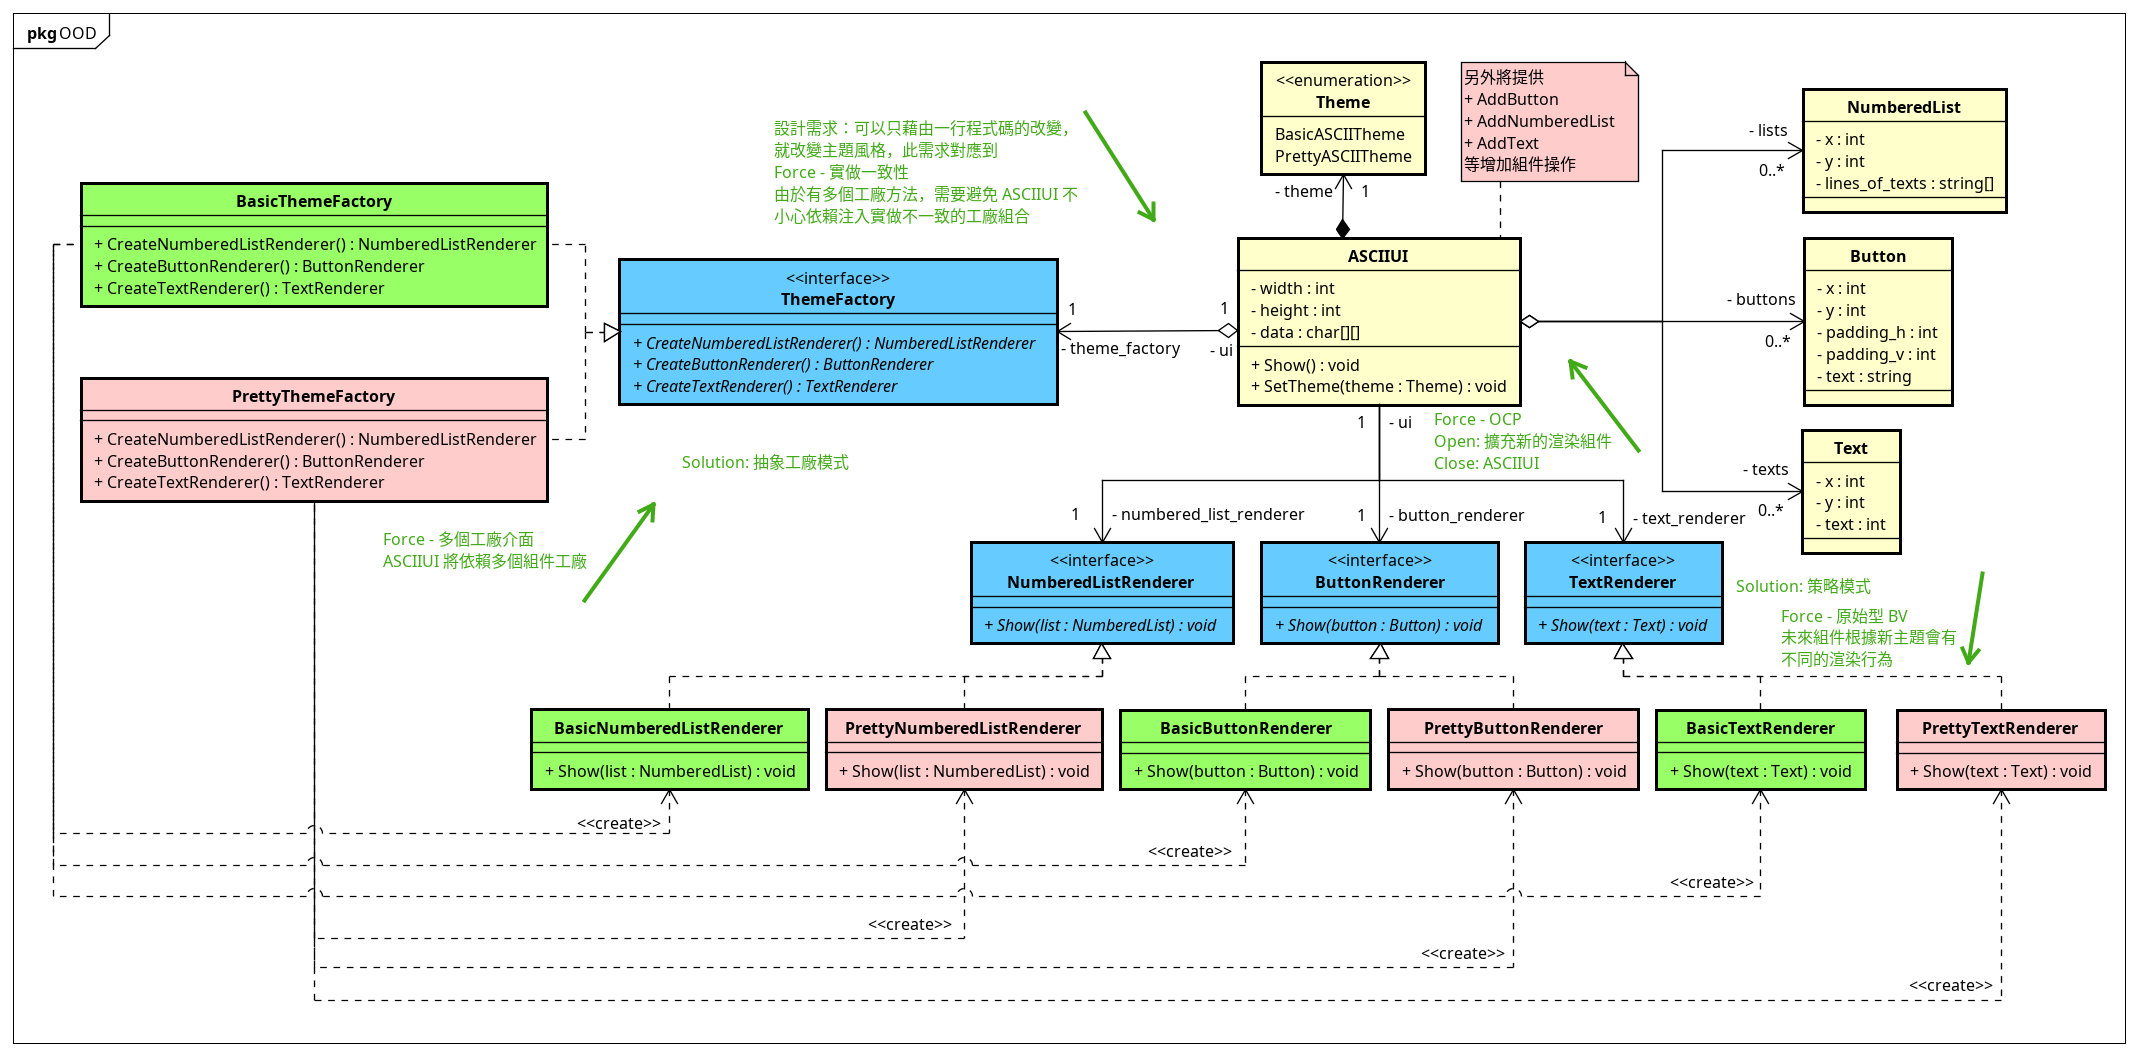 pkg OOD
<<enumeration>>
Theme
BasicASCIITheme
PrettyASCIITheme
另外將提供
+ AddButton
+ AddNumberedList
+ AddText
等增加組件操作
NumberedList
- x : int
- y : int
- lines_of_texts : string[]
- lists
0..*
設計需求：可以只藉由一行程式碼的改變，
就改變主題風格，此需求對應到
Force - 實做一致性
由於有多個工廠方法，需要避免 ASCIIUI 不
小心依賴注入實做不一致的工廠組合
- theme
1
BasicThemeFactory
+ CreateNumberedListRenderer() : NumberedListRenderer
+ CreateButtonRenderer() : ButtonRenderer
+ CreateTextRenderer() : TextRenderer
<<interface>>
ThemeFactory
+ CreateNumberedListRenderer() : NumberedListRenderer
+ CreateButtonRenderer() : ButtonRenderer
+ CreateTextRenderer() : TextRenderer
1
- theme_factory
1
- ui
ASCIIUI
- width : int
- height : int
- data : char[][]
+ Show() : void
+ SetTheme(theme : Theme) : void
- buttons
0..*
Button
- x : int
- y : int
- padding_h : int
- padding_v : int
- text : string
PrettyThemeFactory
+ CreateNumberedListRenderer() : NumberedListRenderer
+ CreateButtonRenderer() : ButtonRenderer
+ CreateTextRenderer() : TextRenderer
Solution: 抽象工廠模式
1
- ui
Force - OCP
Open: 擴充新的渲染組件
Close: ASCIIUI
- texts
0..*
Text
- x : int
- y : int
- text : int
Force - 多個工廠介面
ASCIIUI 將依賴多個組件工廠
1
- numbered_list_renderer
1
- button_renderer
1
- text_renderer
<<interface>>
NumberedListRenderer
+ Show(list : NumberedList) : void
<<interface>>
ButtonRenderer
+ Show(button : Button) : void
<<interface>>
TextRenderer
+ Show(text : Text) : void
Solution: 策略模式
Force - 原始型 BV
未來組件根據新主題會有
不同的渲染行為
BasicNumberedListRenderer
+ Show(list : NumberedList) : void
PrettyNumberedListRenderer
+ Show(list : NumberedList) : void
BasicButtonRenderer
+ Show(button : Button) : void
PrettyButtonRenderer
+ Show(button : Button) : void
BasicTextRenderer
+ Show(text : Text) : void
PrettyTextRenderer
+ Show(text : Text) : void
<<create>>
<<create>>
<<create>>
<<create>>
<<create>>
<<create>>